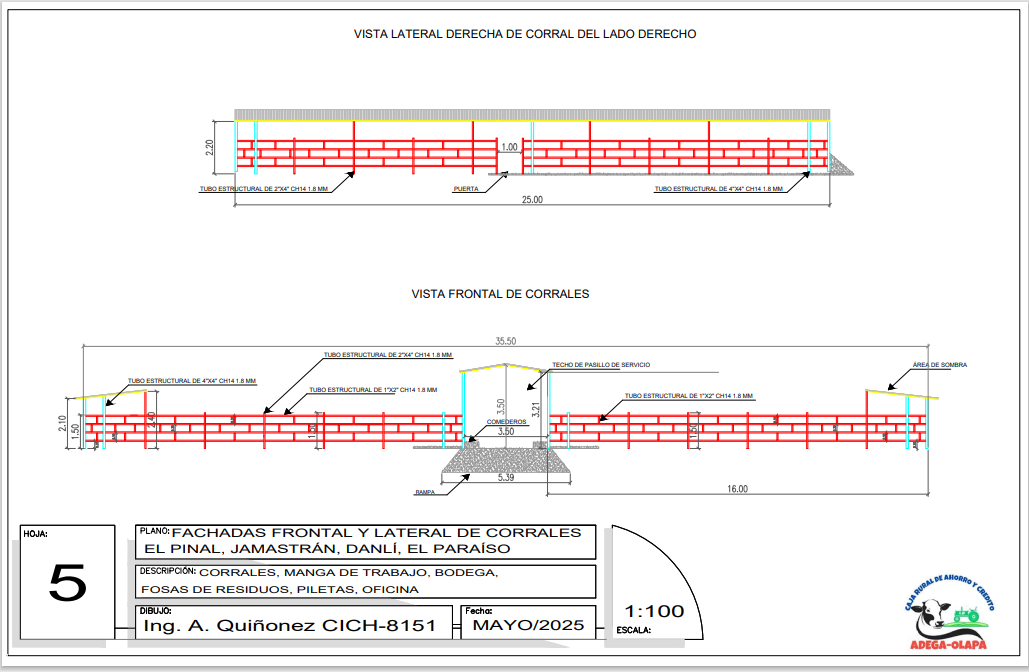 VISTA LATERAL DERECHA DE CORRAL DEL LADO DERECHO
2.20
1.00
TUBO ESTRUCTURAL DE 2"X4" CH14 1.8 MM
PUERTA
TUBO ESTRUCTURAL DE 4"X4" CH14 1.8 MM
25.00
VISTA FRONTAL DE CORRALES
35.50
TUBO ESTRUCTURAL DE 2"X4" CH14 1.8 MM
TECHO DE PASILLO DE SERVICIO
ÁREA DE SOMBRA
TUBO ESTRUCTURAL DE 4"X4" CH14 1.8 MM
TUBO ESTRUCTURAL DE 1"X2" CH14 1.8 MM
TUBO ESTRUCTURAL DE 1"X2" CH14 1.8 MM
2.10
1.50
2.40
1.50
3.50
3.21
COMEDEROS
3.50
1.50
5.39
RAMPA
16.00
HOJA:
5
PLANO: FACHADAS FRONTAL Y LATERAL DE CORRALES
EL PINAL, JAMASTRÁN, DANLÍ, EL PARAÍSO
DESCRIPCIÓN: CORRALES, MANGA DE TRABAJO, BODEGA,
FOSAS DE RESIDUOS, PILETAS, OFICINA
DIBUJO:
Ing. A. Quiñonez CICH-8151
Fecha:
MAYO/2025
1:100
ESCALA:
CAJA RURAL DE AHORRO Y CRÉDITO
ADEGA-OLAPA